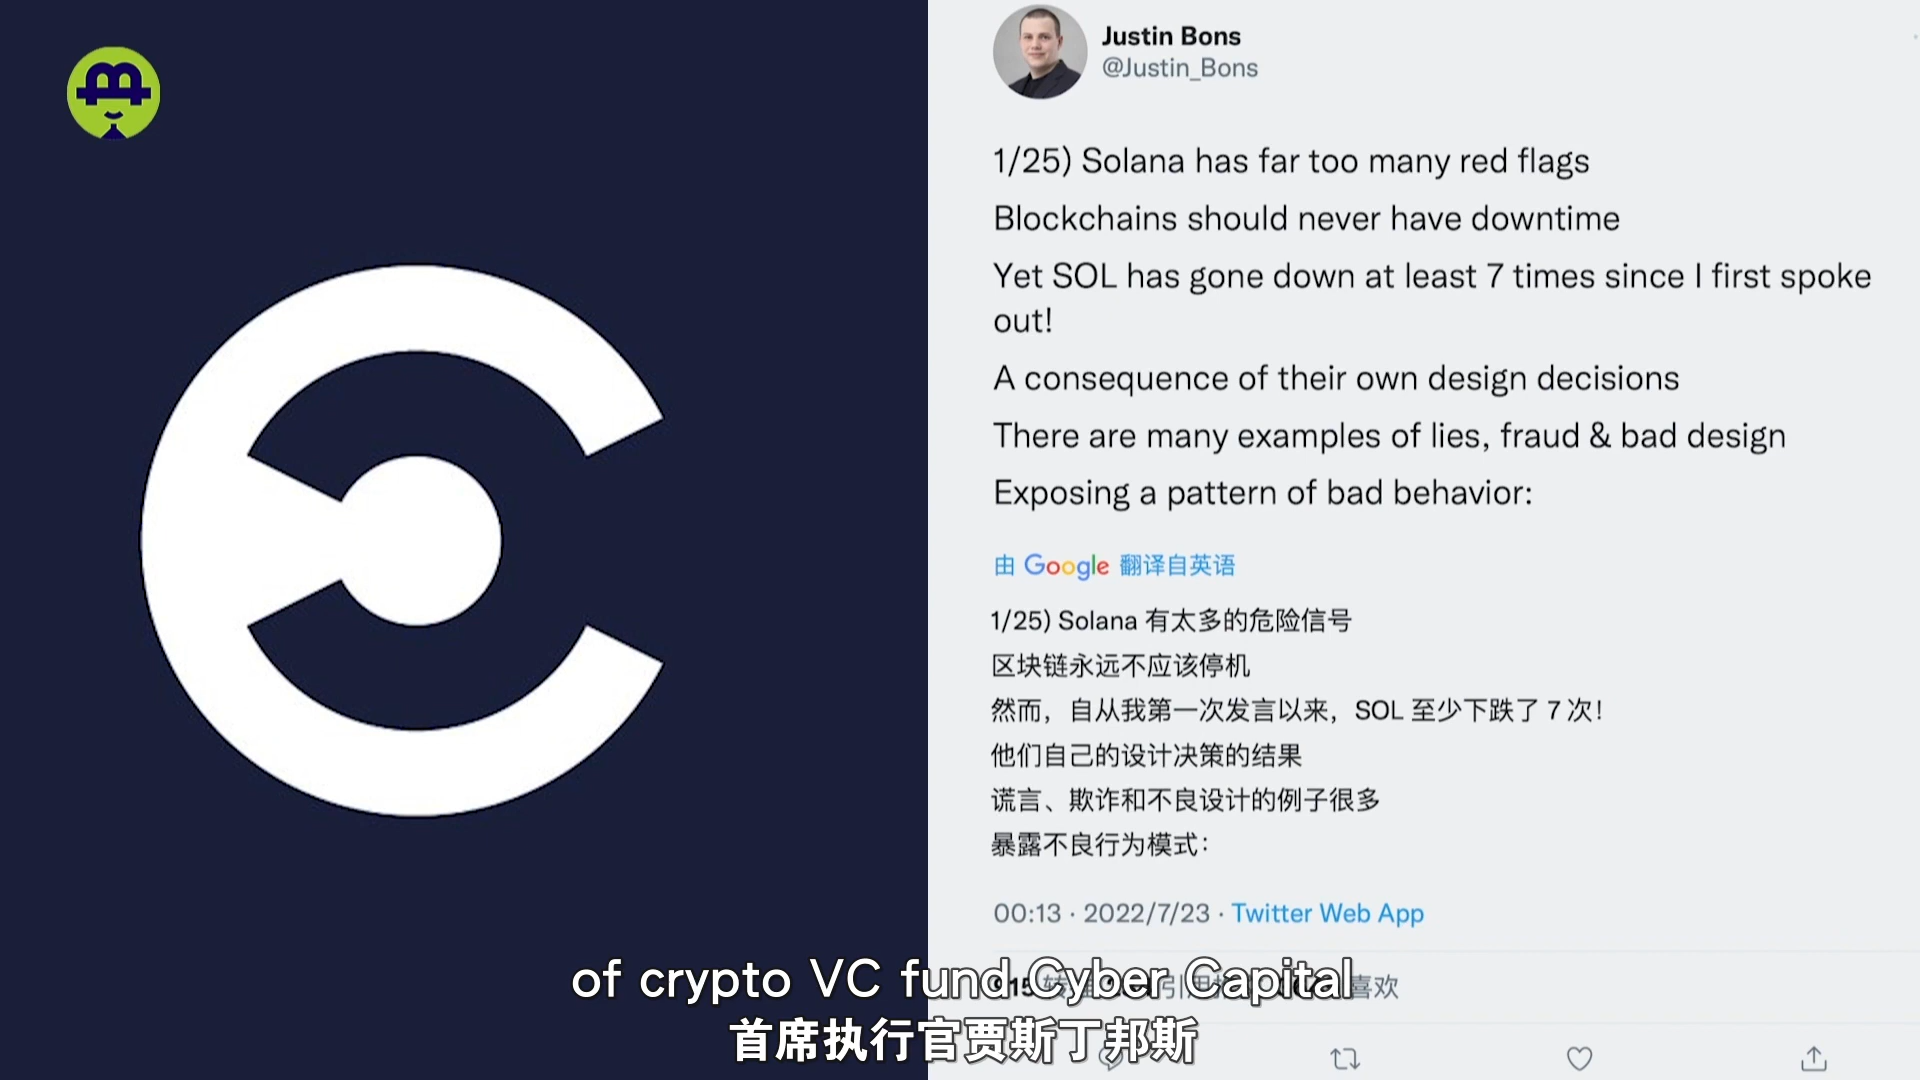 Justin Bons
@Justin_Bons
1/25) Solana has far too many red flags
Blockchains should never have downtime
Yet SOL has gone down at least 7 times since I first spoke
out!
A consequence of their own design decisions
There are many examples of lies, fraud & bad design
Exposing a pattern of bad behavior:
由 Google 翻译自英语
1/25) Solana 有太多的危险信号
区块链永远不应该停机
然而，自从我第一次发言以来，SOL 至少下跌了 7 次！
他们自己的设计决策的结果
谎言、欺诈和不良设计的例子很多
暴露不良行为模式：
00:13 · 2022/7/23 · Twitter Web App
喜欢
of crypto VC fund Cyber Capital
首席执行官贾斯丁邦斯